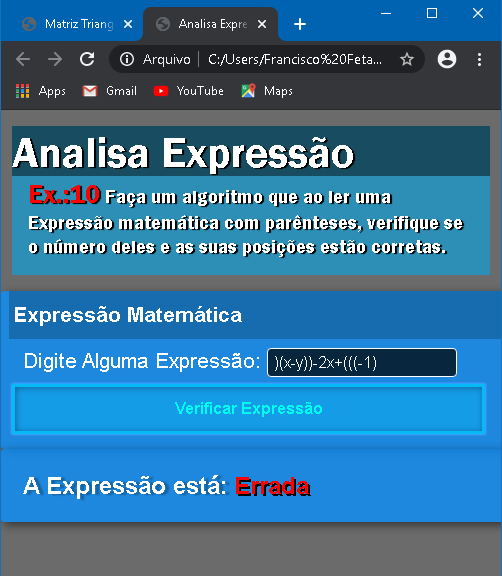 Matriz Triang
Analisa Expre
Arquivo | C:/Users/Francisco%20Feta...
Apps Gmail YouTube Maps
Analisa Expressão
Ex.:10 Faça um algoritmo que ao ler uma
Expressão matemática com parênteses, verifique se
o número deles e as suas posições estão corretas.
Expressão Matemática
Digite Alguma Expressão: )(x-y))-2x+(((-1)
Verificar Expressão
A Expressão está: Errada